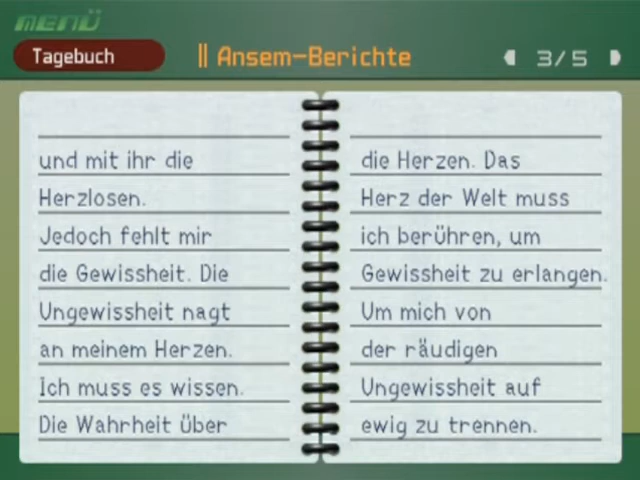 MENÜ
Tagebuch
Ansem-Berichte
3/5
und mit ihr die
Herzlosen.
Jedoch fehlt mir
die Gewissheit. Die
Ungewissheit nagt
an meinem Herzen.
Ich muss es wissen.
Die Wahrheit über
die Herzen. Das
Herz der Welt muss
ich berühren, um
Gewissheit zu erlangen.
Um mich von
der räudigen
Ungewissheit auf
ewig zu trennen.